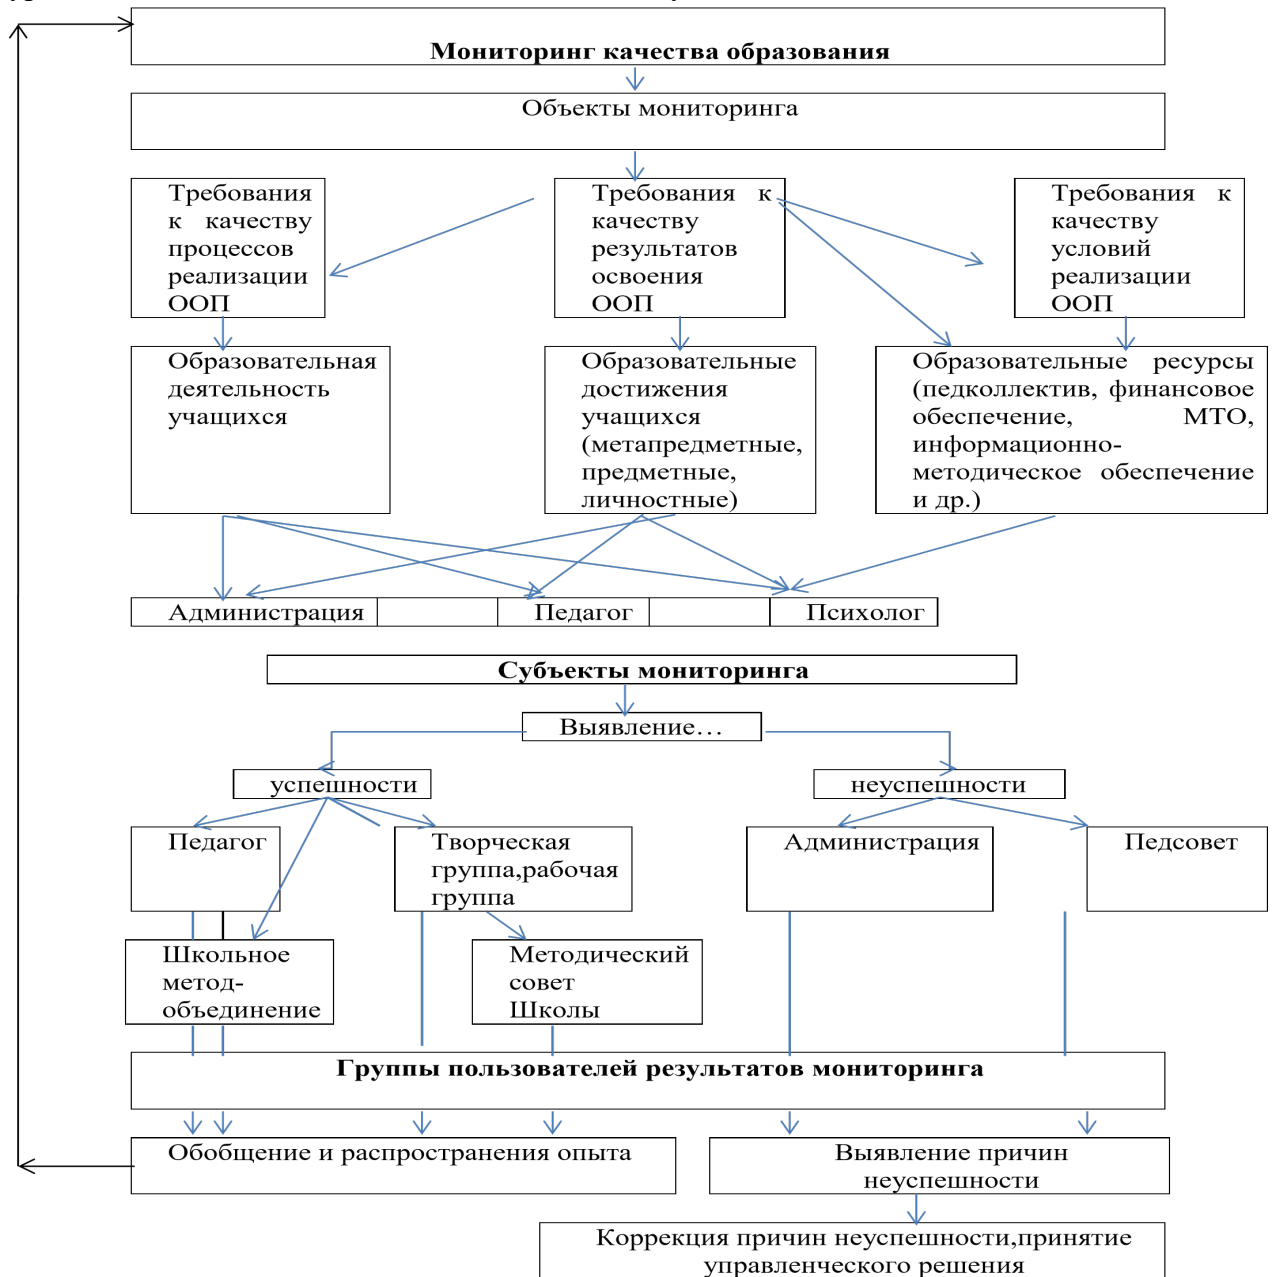 Мониторинг качества образования
Объекты мониторинга
Требования
к качеству
процессов
реализации
ООП
Требования к
качеству
результатов
освоения
ООП
Требования к
качеству
условий
реализации
ООП
Образовательная
деятельность
учащихся
Образовательные
достижения
учащихся
(метапредметные,
предметные,
личностные)
Образовательные ресурсы
(педколлектив, финансовое
обеспечение, МТО,
информационно-
методическое обеспечение
и др.)
Администрация
Педагог
Психолог
Субъекты мониторинга
Выявление…
успешности
неуспешности
Педагог
Творческая
группа,рабочая
группа
Администрация
Педсовет
Школьное
метод-
объединение
Методический
совет
Школы
Группы пользователей результатов мониторинга
Обобщение и распространения опыта
Выявление причин
неуспешности
Коррекция причин неуспешности,принятие
управленческого решения